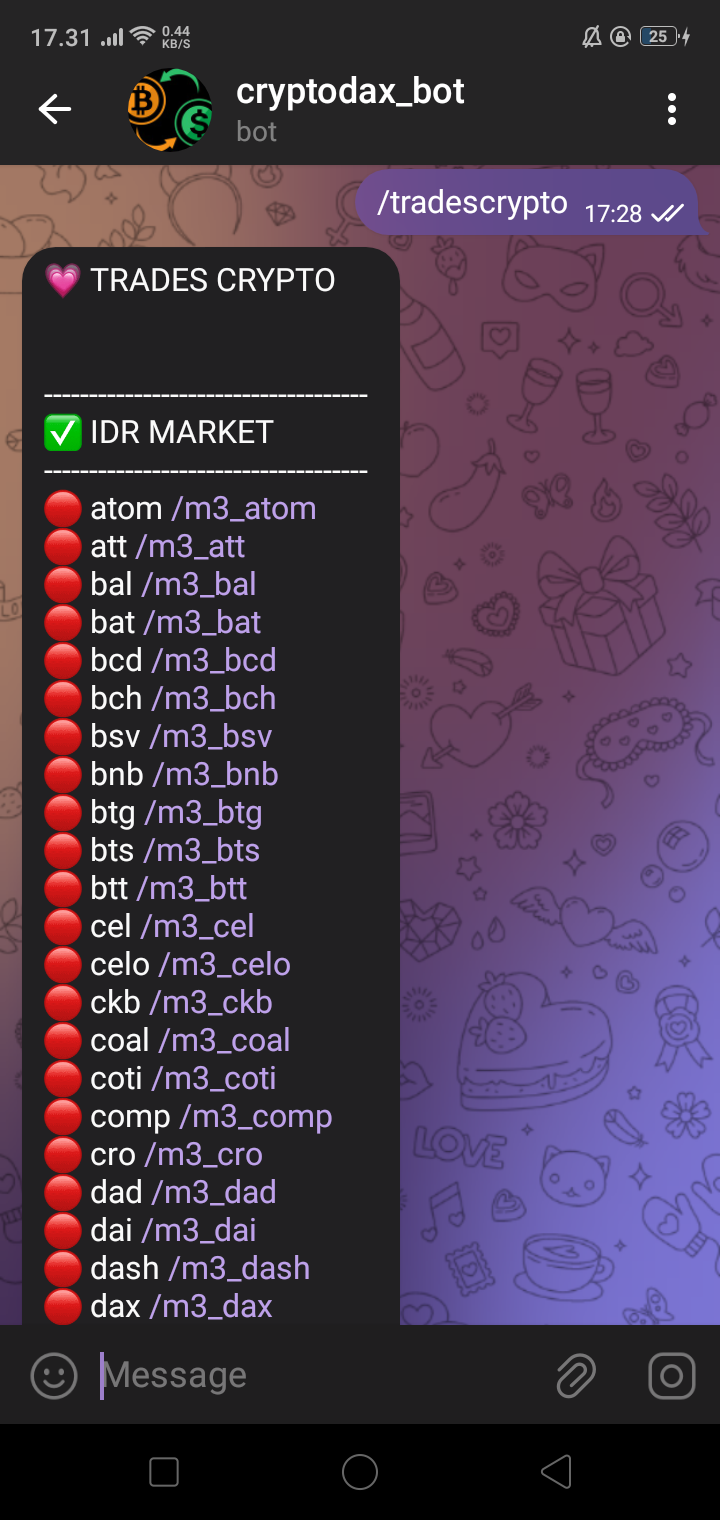 17.31
0.44
KB/S
25
cryptodax_bot
bot
/tradescrypto 17:28
TRADES CRYPTO
------------------------------------
IDR MARKET
------------------------------------
atom /m3_atom
att /m3_att
bal /m3_bal
bat /m3_bat
bcd /m3_bcd
bch /m3_bch
bsv /m3_bsv
bnb /m3_bnb
btg /m3_btg
bts /m3_bts
btt /m3_btt
cel /m3_cel
celo /m3_celo
ckb /m3_ckb
coal /m3_coal
coti /m3_coti
comp /m3_comp
cro /m3_cro
dad /m3_dad
dai /m3_dai
dash /m3_dash
dax /m3_dax
LOVE
Message